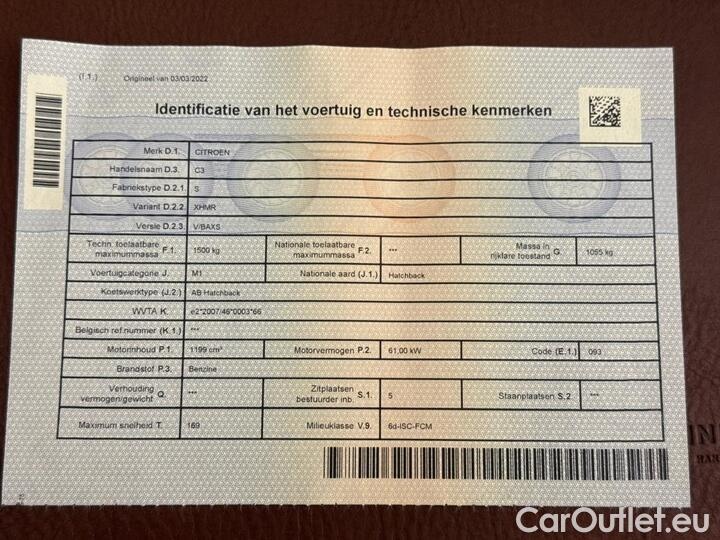 (I.1.) Origineel van 03/03/2022
Identificatie van het voertuig en technische kenmerken
Merk D.1. CITROEN
Handelsnaam D.3. C3
Fabriekstype D.2.1. S
Variant D.2.2. XHMR
Versie D.2.3. V/BAXS
Techn. toelaatbare maximummassa F.1. 1500 kg Nationale toelaatbare maximummassa F.2. *** Massa in rijklare toestand G. 1055 kg
Voertuigcategorie J. M1 Nationale aard (J.1.) Hatchback
Koetswerktype (J.2.) AB Hatchback
WVTA K. e2*2007/46*0003*66
Belgisch ref.nummer (K.1.) ***
Motorinhoud P.1. 1199 cm³ Motorvermogen P.2. 61,00 kW Code (E.1.) 093
Brandstof P.3. Benzine
Verhouding vermogen/gewicht Q. *** Zitplaatsen bestuurder inb. S.1. 5 Staanplaatsen S.2. ***
Maximum snelheid T. 169 Milieuklasse V.9. 6d-ISC-FCM
CarOutlet.eu